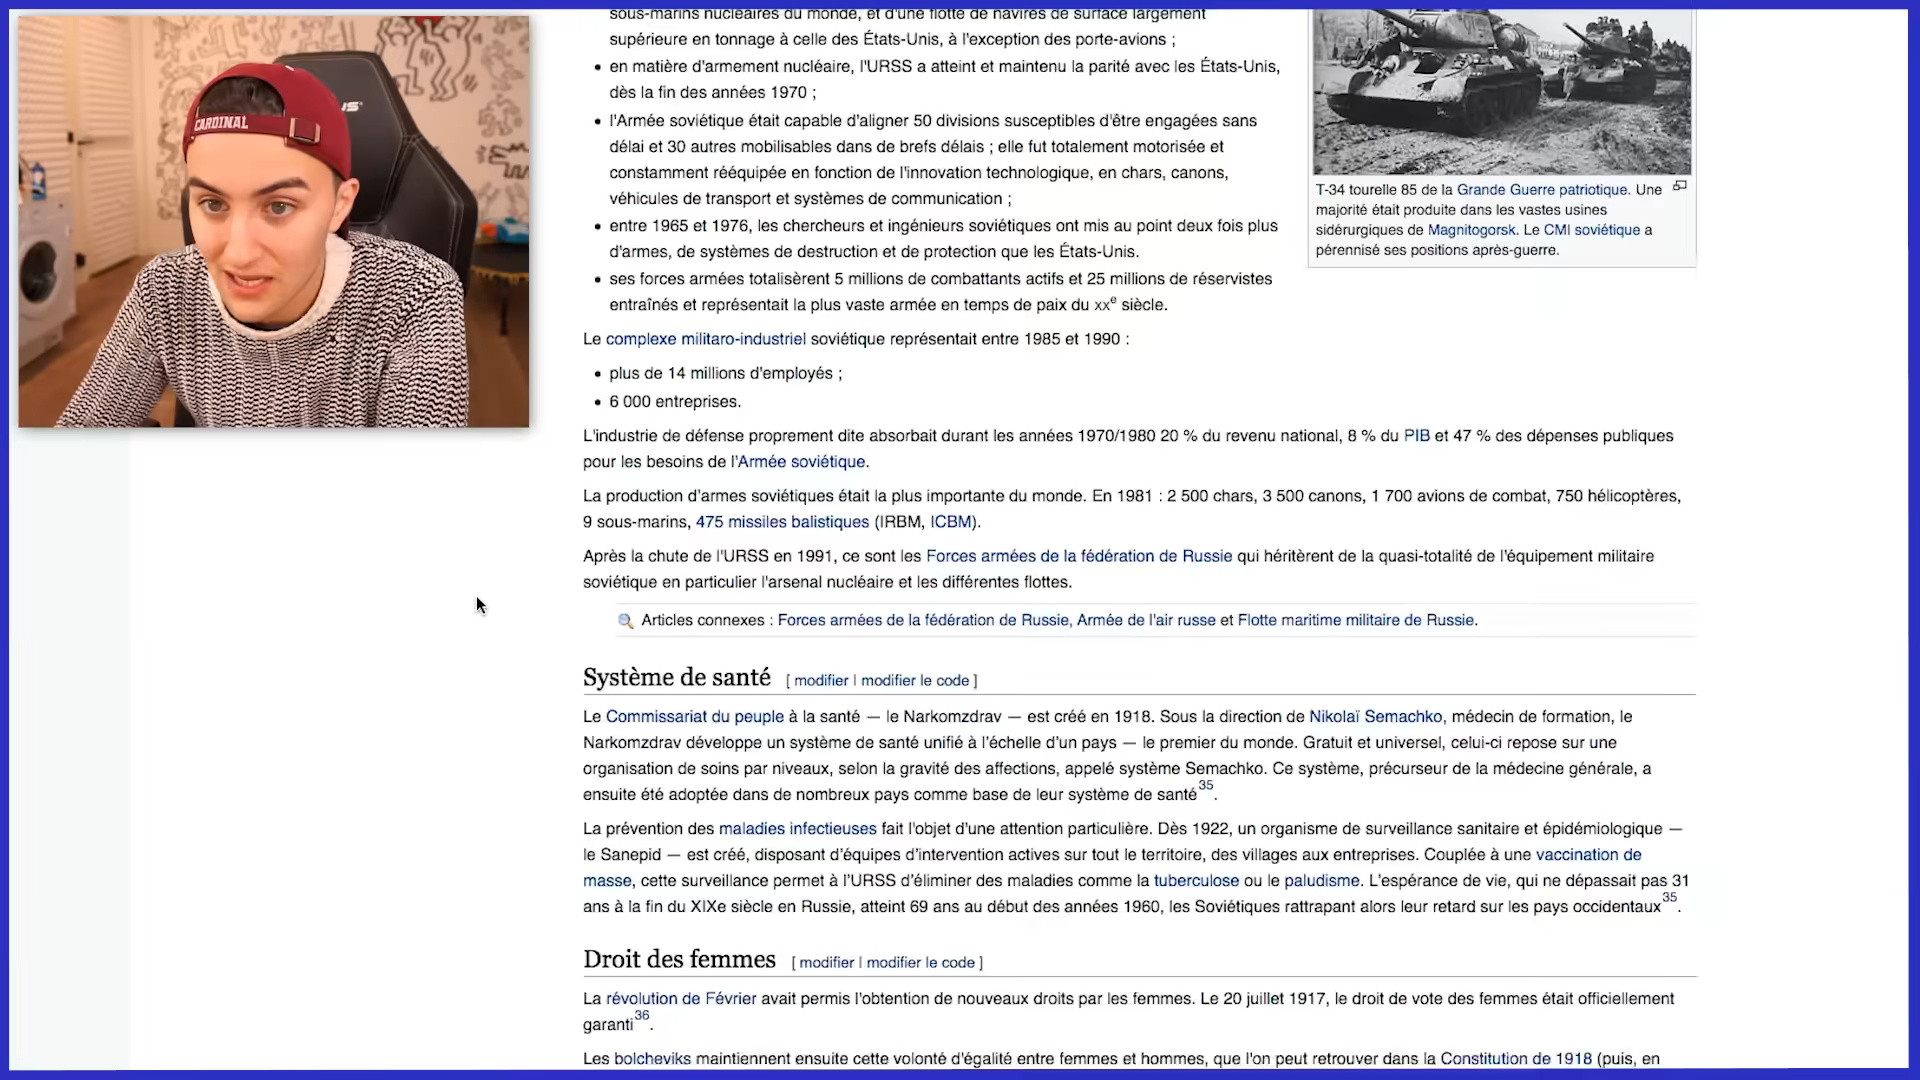 sous-marins nucléaires du monde, et d'une flotte de navires de surface largement
supérieure en tonnage à celle des États-Unis, à l'exception des porte-avions ;
en matière d'armement nucléaire, l'URSS a atteint et maintenu la parité avec les États-Unis,
dès la fin des années 1970 ;
l'Armée soviétique était capable d'aligner 50 divisions susceptibles d'être engagées sans
délai et 30 autres mobilisables dans de brefs délais ; elle fut totalement motorisée et
constamment rééquipée en fonction de l'innovation technologique, en chars, canons,
véhicules de transport et systèmes de communication ;
entre 1965 et 1976, les chercheurs et ingénieurs soviétiques ont mis au point deux fois plus
d'armes, de systèmes de destruction et de protection que les États-Unis.
ses forces armées totalisèrent 5 millions de combattants actifs et 25 millions de réservistes
entraînés et représentait la plus vaste armée en temps de paix du XXe siècle.
T-34 tourelle 85 de la Grande Guerre patriotique. Une
majorité était produite dans les vastes usines
sidérurgiques de Magnitogorsk. Le CMI soviétique a
pérennisé ses positions après-guerre.
CARDINAL
Le complexe militaro-industriel soviétique représentait entre 1985 et 1990 :
plus de 14 millions d'employés ;
6 000 entreprises.
L'industrie de défense proprement dite absorbait durant les années 1970/1980 20 % du revenu national, 8 % du PIB et 47 % des dépenses publiques
pour les besoins de l'Armée soviétique.
La production d'armes soviétiques était la plus importante du monde. En 1981 : 2 500 chars, 3 500 canons, 1 700 avions de combat, 750 hélicoptères,
9 sous-marins, 475 missiles balistiques (IRBM, ICBM).
Après la chute de l'URSS en 1991, ce sont les Forces armées de la fédération de Russie qui héritèrent de la quasi-totalité de l'équipement militaire
soviétique en particulier l'arsenal nucléaire et les différentes flottes.
Articles connexes : Forces armées de la fédération de Russie, Armée de l'air russe et Flotte maritime militaire de Russie.
Système de santé [ modifier | modifier le code ]
Le Commissariat du peuple à la santé — le Narkomzdrav — est créé en 1918. Sous la direction de Nikolaï Semachko, médecin de formation, le
Narkomzdrav développe un système de santé unifié à l'échelle d'un pays — le premier du monde. Gratuit et universel, celui-ci repose sur une
organisation de soins par niveaux, selon la gravité des affections, appelé système Semachko. Ce système, précurseur de la médecine générale, a
ensuite été adoptée dans de nombreux pays comme base de leur système de santé35.
La prévention des maladies infectieuses fait l'objet d'une attention particulière. Dès 1922, un organisme de surveillance sanitaire et épidémiologique —
le Sanepid — est créé, disposant d'équipes d'intervention actives sur tout le territoire, des villages aux entreprises. Couplée à une vaccination de
masse, cette surveillance permet à l'URSS d'éliminer des maladies comme la tuberculose ou le paludisme. L'espérance de vie, qui ne dépassait pas 31
ans à la fin du XIXe siècle en Russie, atteint 69 ans au début des années 1960, les Soviétiques rattrapant alors leur retard sur les pays occidentaux35.
Droit des femmes [ modifier | modifier le code ]
La révolution de Février avait permis l'obtention de nouveaux droits par les femmes. Le 20 juillet 1917, le droit de vote des femmes était officiellement
garanti36.
Les bolcheviks maintiennent ensuite cette volonté d'égalité entre femmes et hommes, que l'on peut retrouver dans la Constitution de 1918 (puis, en